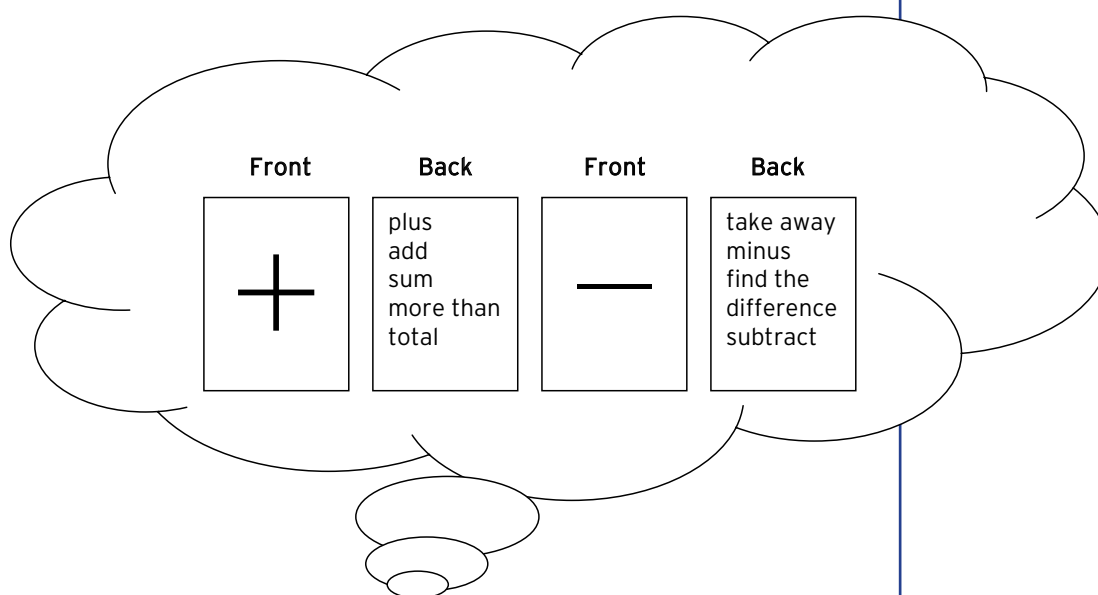 Front Back Front Back
+
plus
add
sum
more than
total
—
take away
minus
find the
difference
subtract